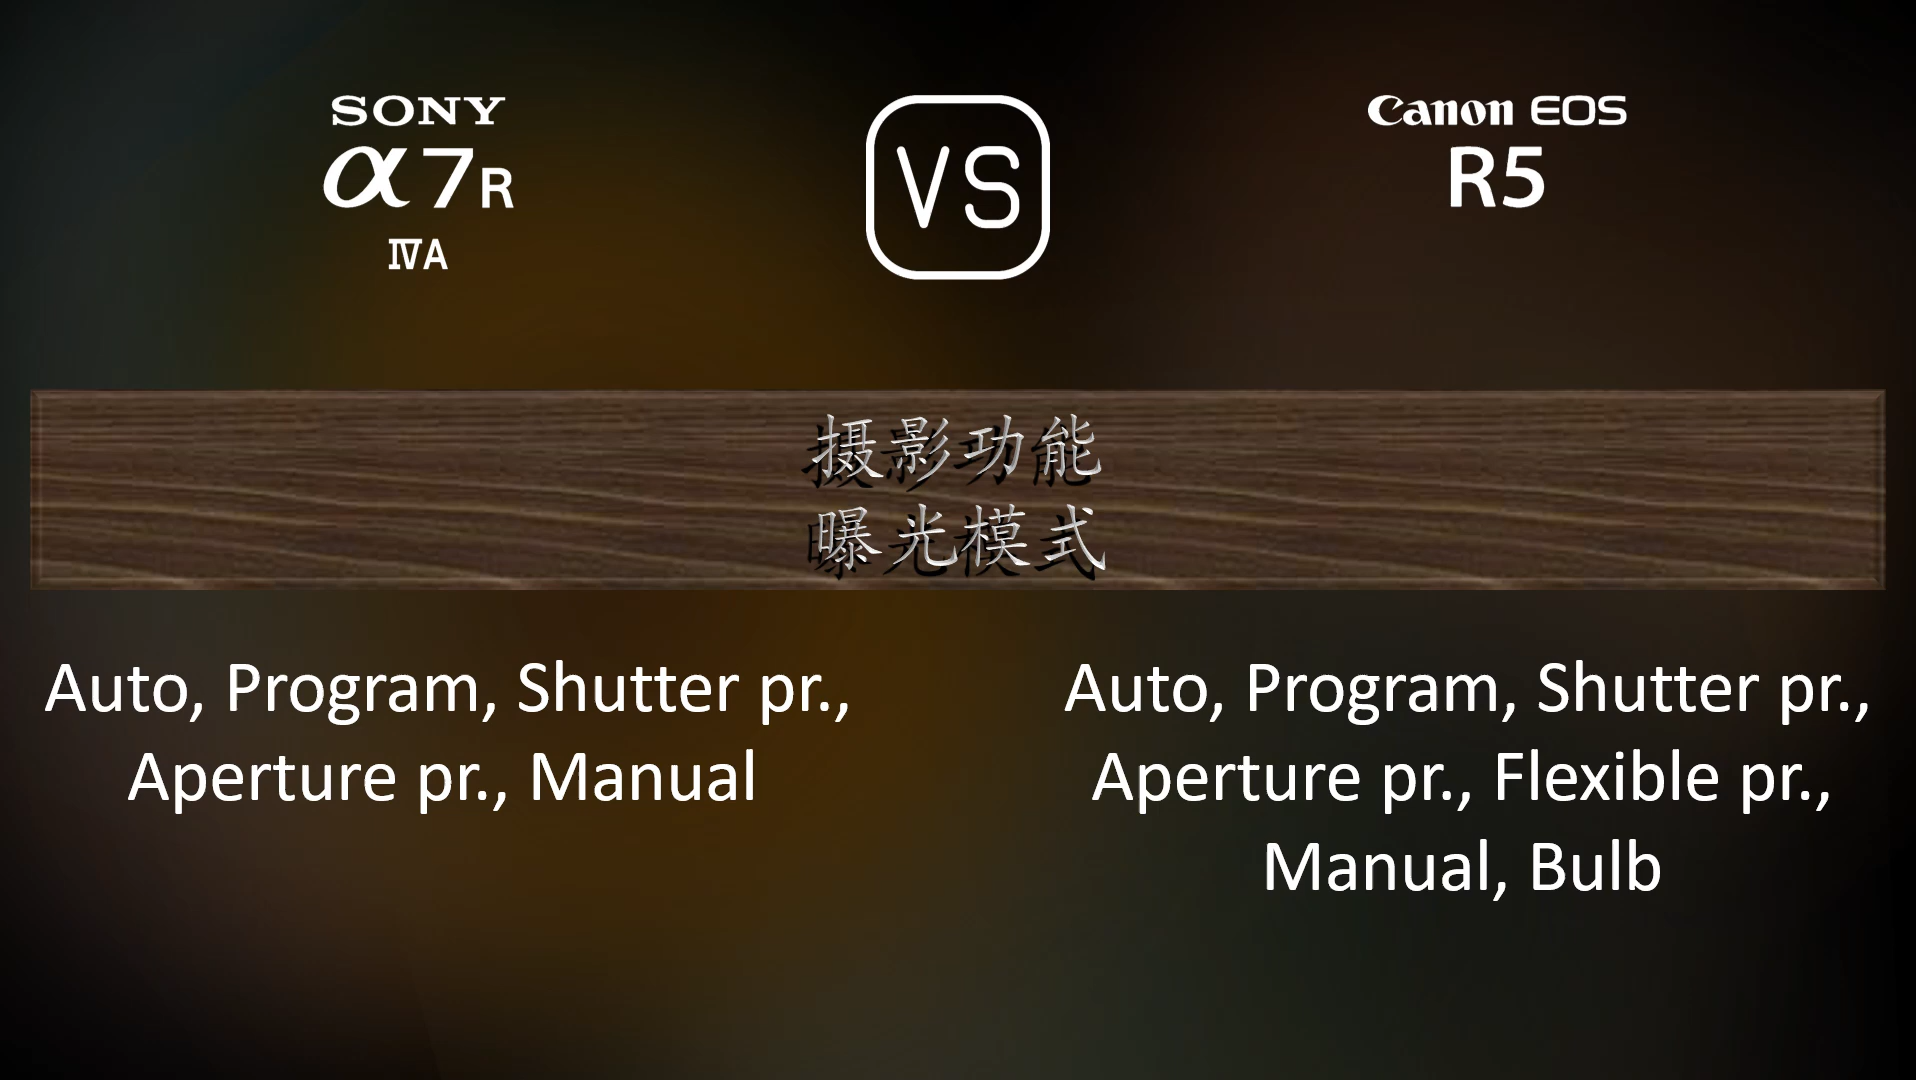 SONY
α7R
ⅣA
VS
Canon EOS
R5
摄影功能
曝光模式
Auto, Program, Shutter pr.,
Aperture pr., Manual
Auto, Program, Shutter pr.,
Aperture pr., Flexible pr.,
Manual, Bulb